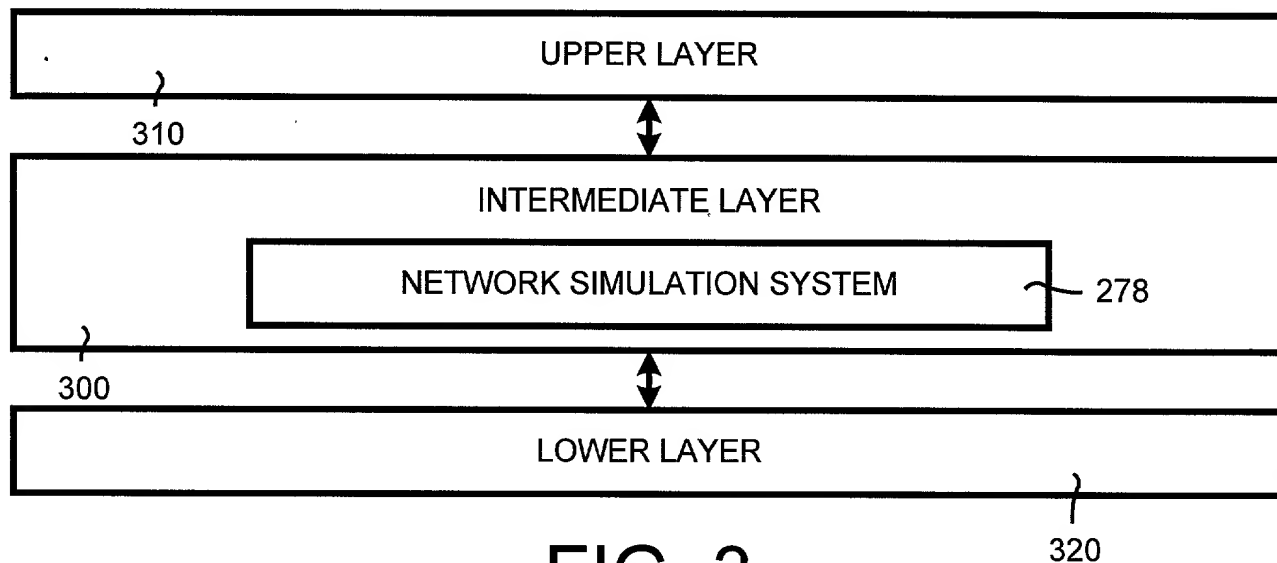 UPPER LAYER
310
INTERMEDIATE LAYER
NETWORK SIMULATION SYSTEM
278
300
LOWER LAYER
320